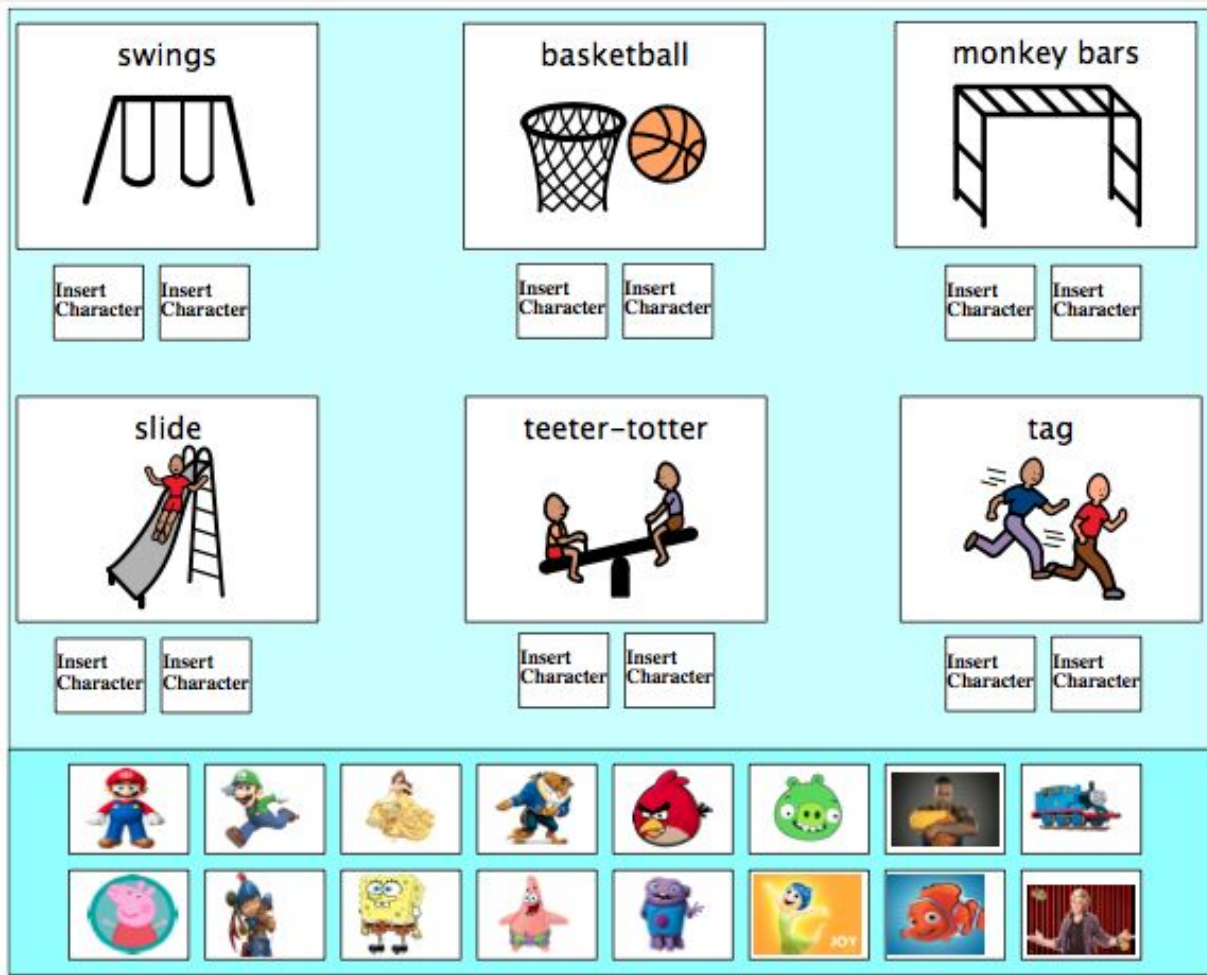 swings
basketball
monkey bars
Insert
Character
Insert
Character
Insert
Character
Insert
Character
Insert
Character
Insert
Character
slide
teeter-totter
tag
Insert
Character
Insert
Character
Insert
Character
Insert
Character
Insert
Character
Insert
Character
JOY